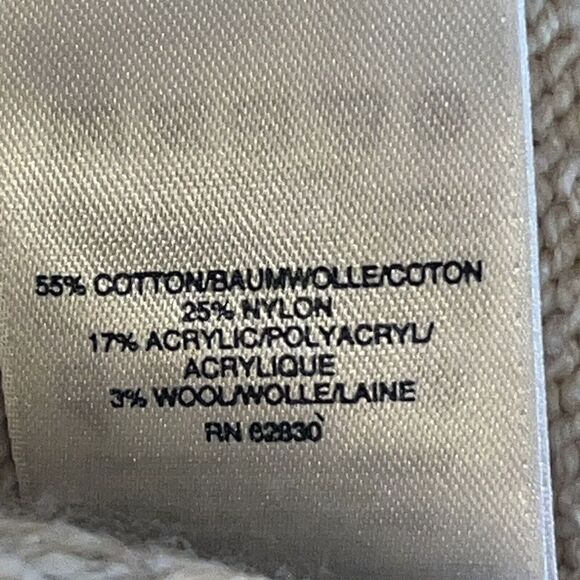 55% COTTON/BAUMWOLLE/COTON
25% NYLON
17% ACRYLIC/POLYACRYL/
ACRYLIQUE
3% WOOL/WOLLE/LAINE
RN 62830